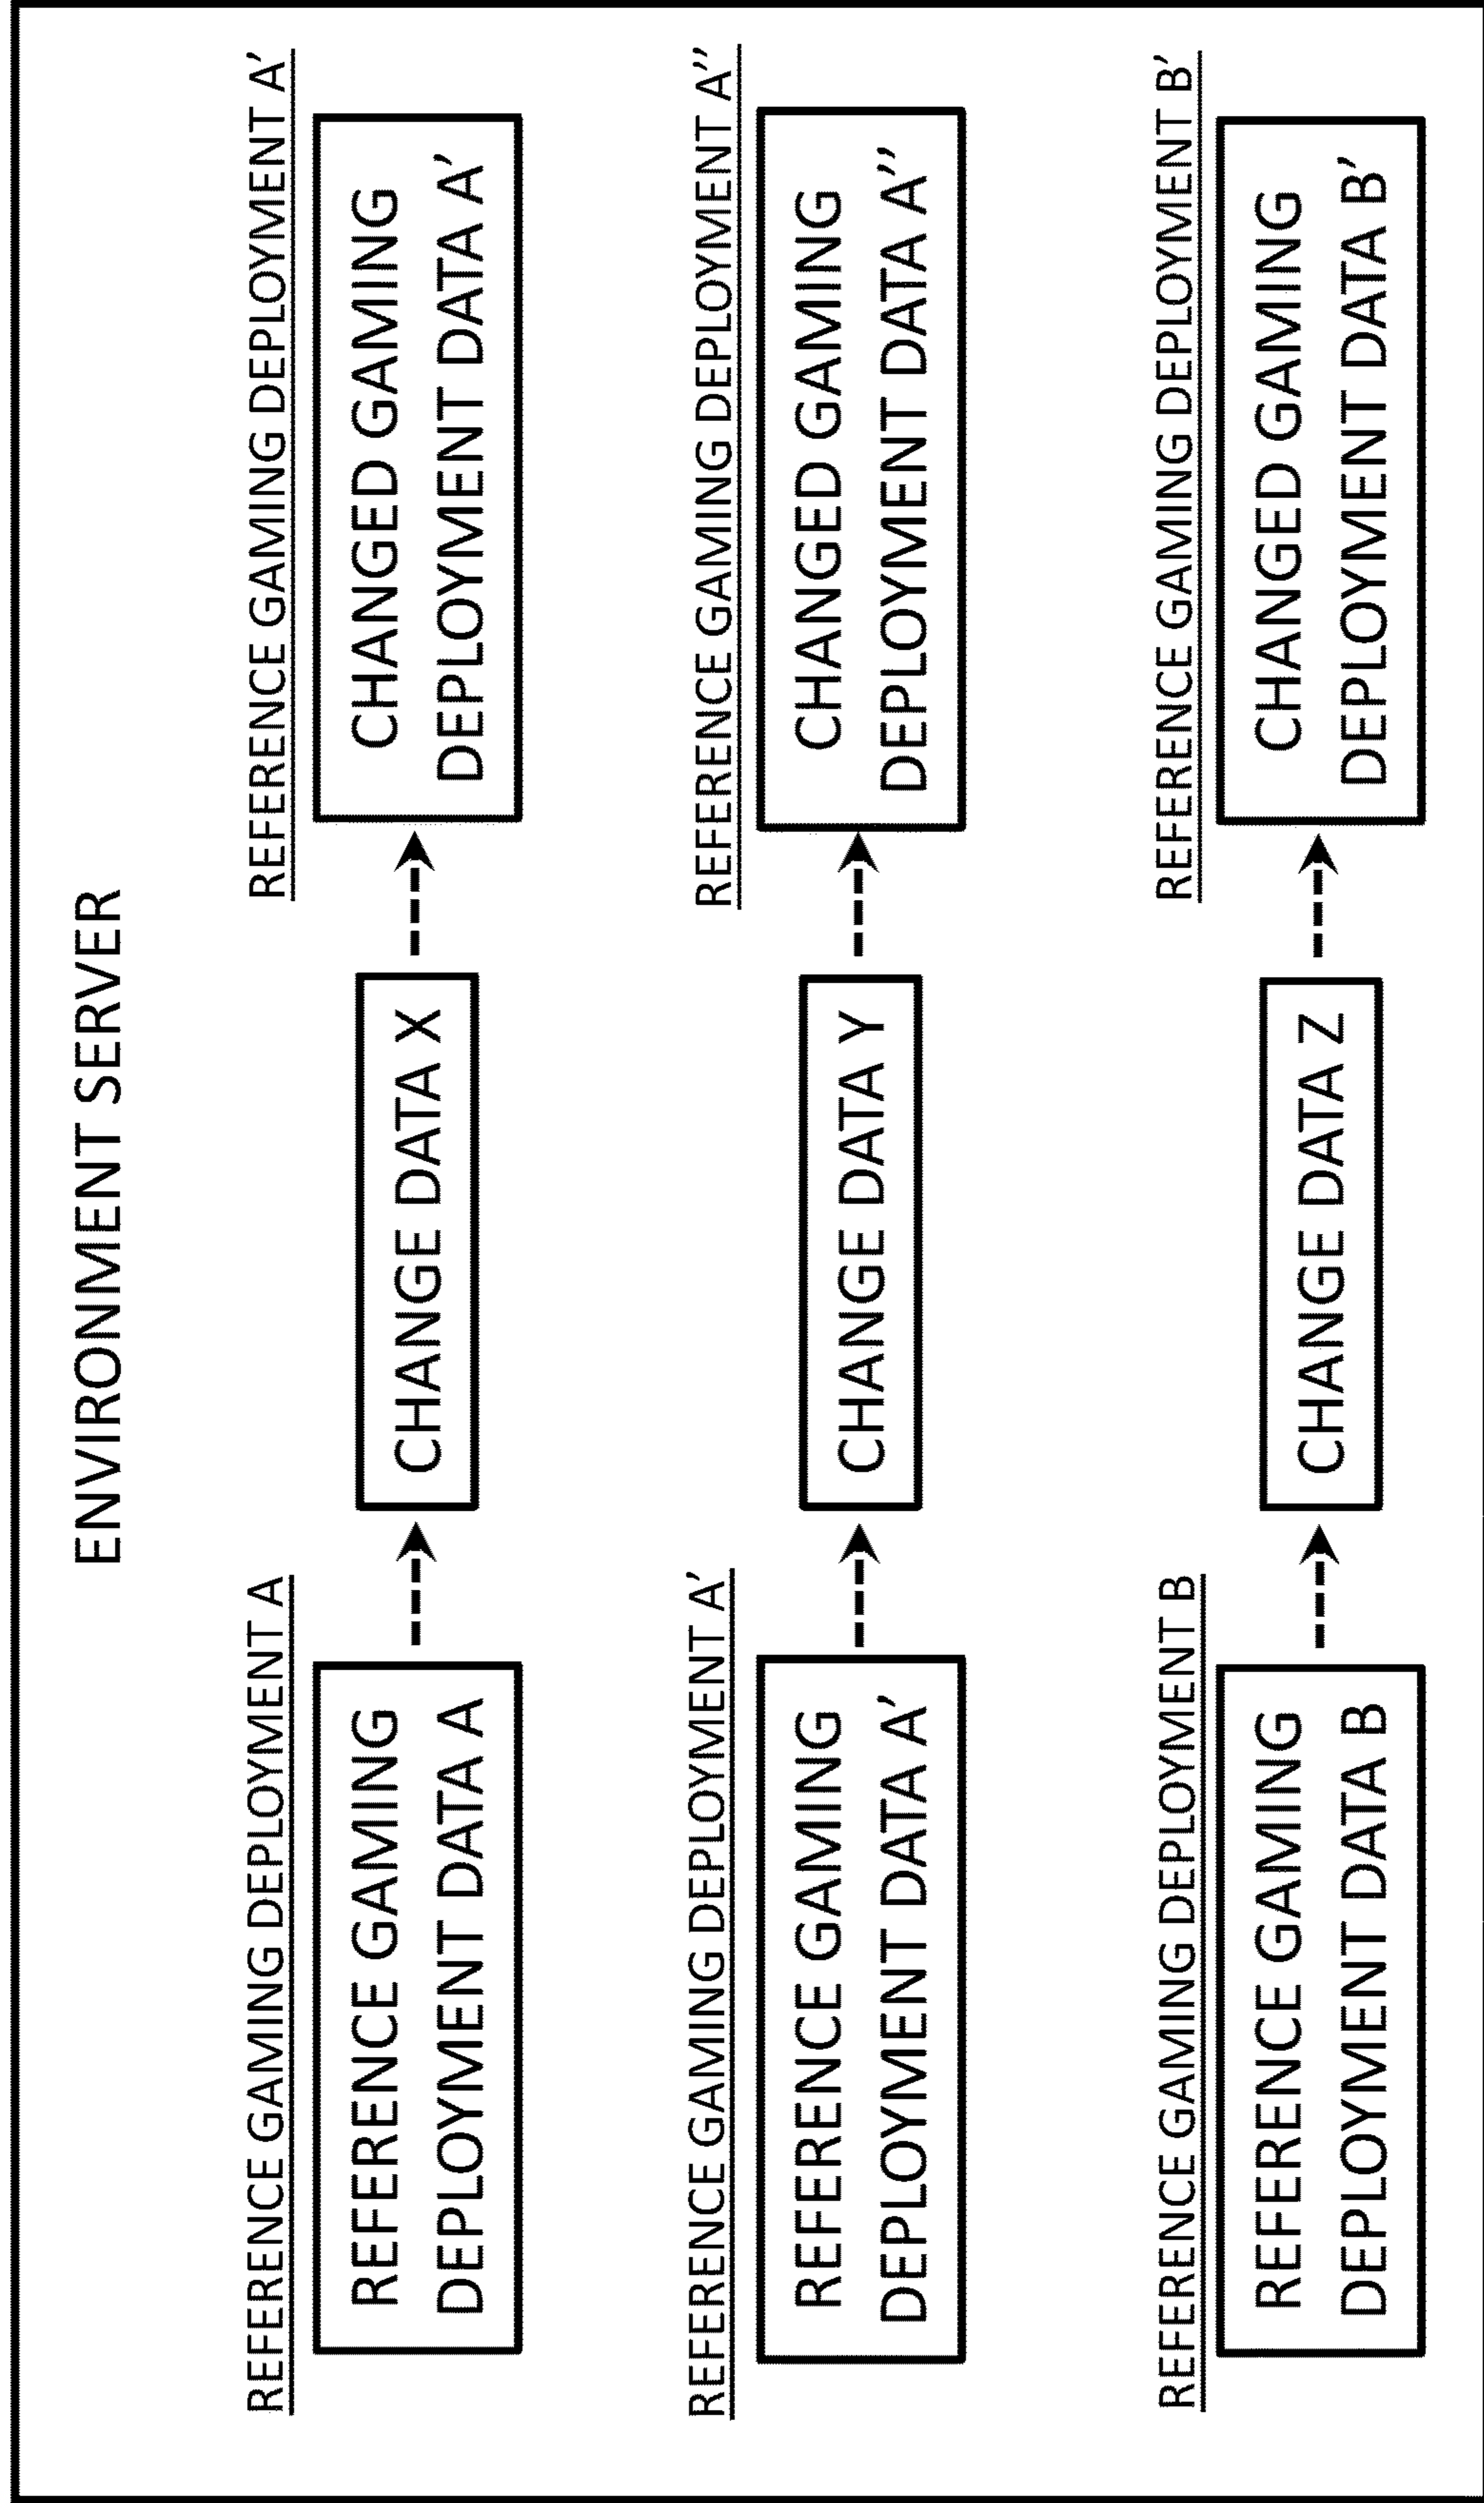 ENVIRONMENT SERVER
REFERENCE GAMING DEPLOYMENT A
REFERENCE GAMING
DEPLOYMENT DATA A
CHANGE DATA X
REFERENCE GAMING DEPLOYMENT A’
CHANGED GAMING
DEPLOYMENT DATA A’
REFERENCE GAMING DEPLOYMENT A’
REFERENCE GAMING
DEPLOYMENT DATA A’
CHANGE DATA Y
REFERENCE GAMING DEPLOYMENT A’’
CHANGED GAMING
DEPLOYMENT DATA A’’
REFERENCE GAMING DEPLOYMENT B
REFERENCE GAMING
DEPLOYMENT DATA B
CHANGE DATA Z
REFERENCE GAMING DEPLOYMENT B’
CHANGED GAMING
DEPLOYMENT DATA B’